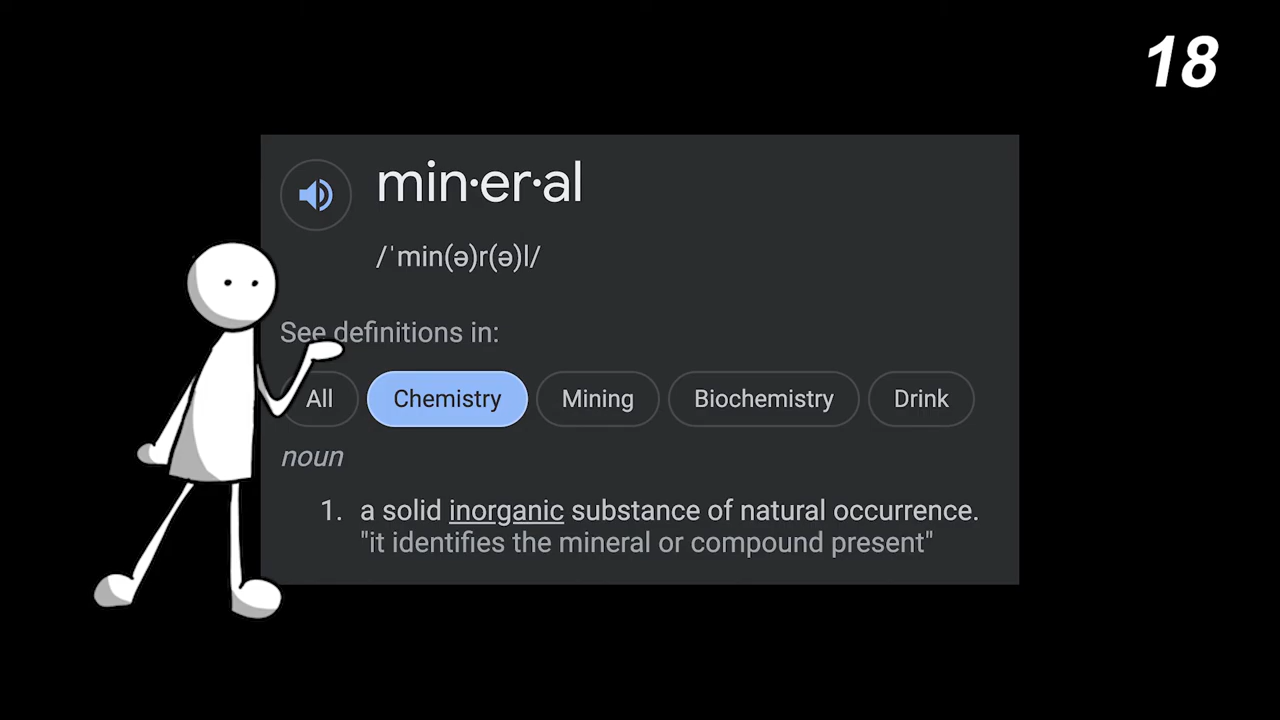 18
min·er·al
/ˈmin(ə)r(ə)l/
See definitions in:
All Chemistry Mining Biochemistry Drink
noun
1. a solid inorganic substance of natural occurrence.
"it identifies the mineral or compound present"